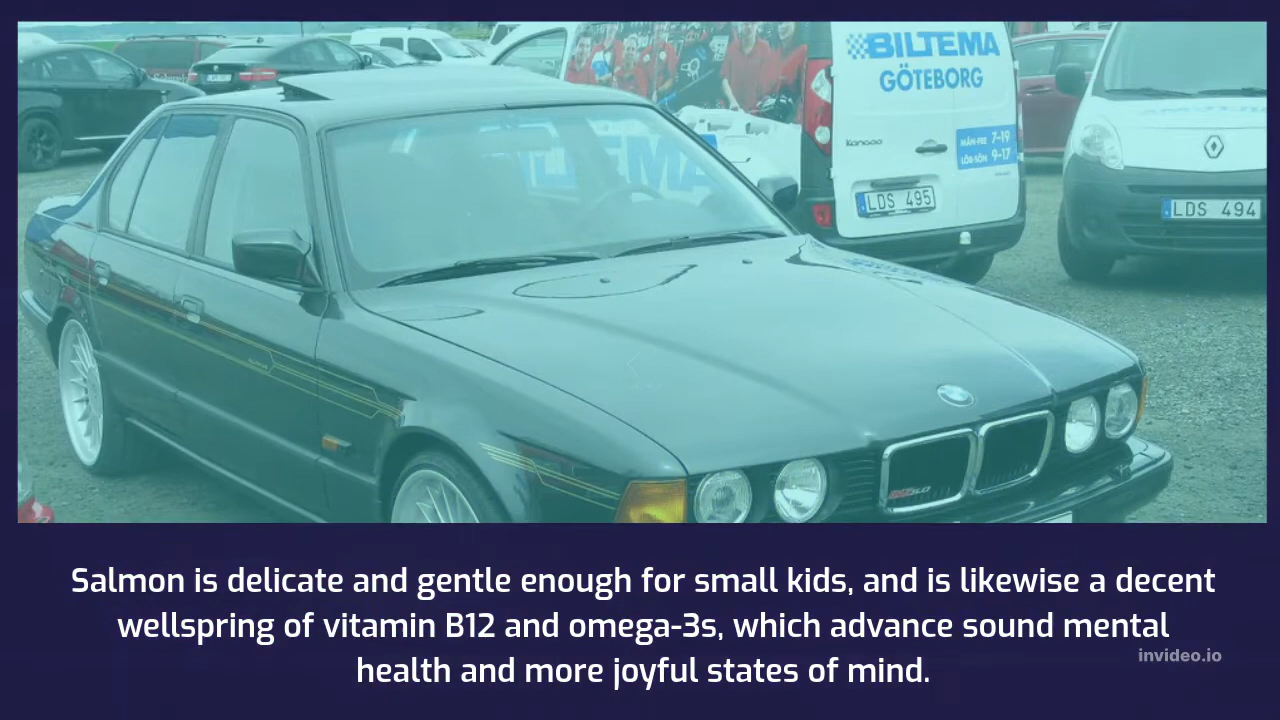 BILTEMA
GÖTEBORG
Kangoo
MÅN-FRE 7-19
LÖR-SÖN 9-17
LDS 495
LDS 494
Salmon is delicate and gentle enough for small kids, and is likewise a decent
wellspring of vitamin B12 and omega-3s, which advance sound mental
health and more joyful states of mind.
invideo.io